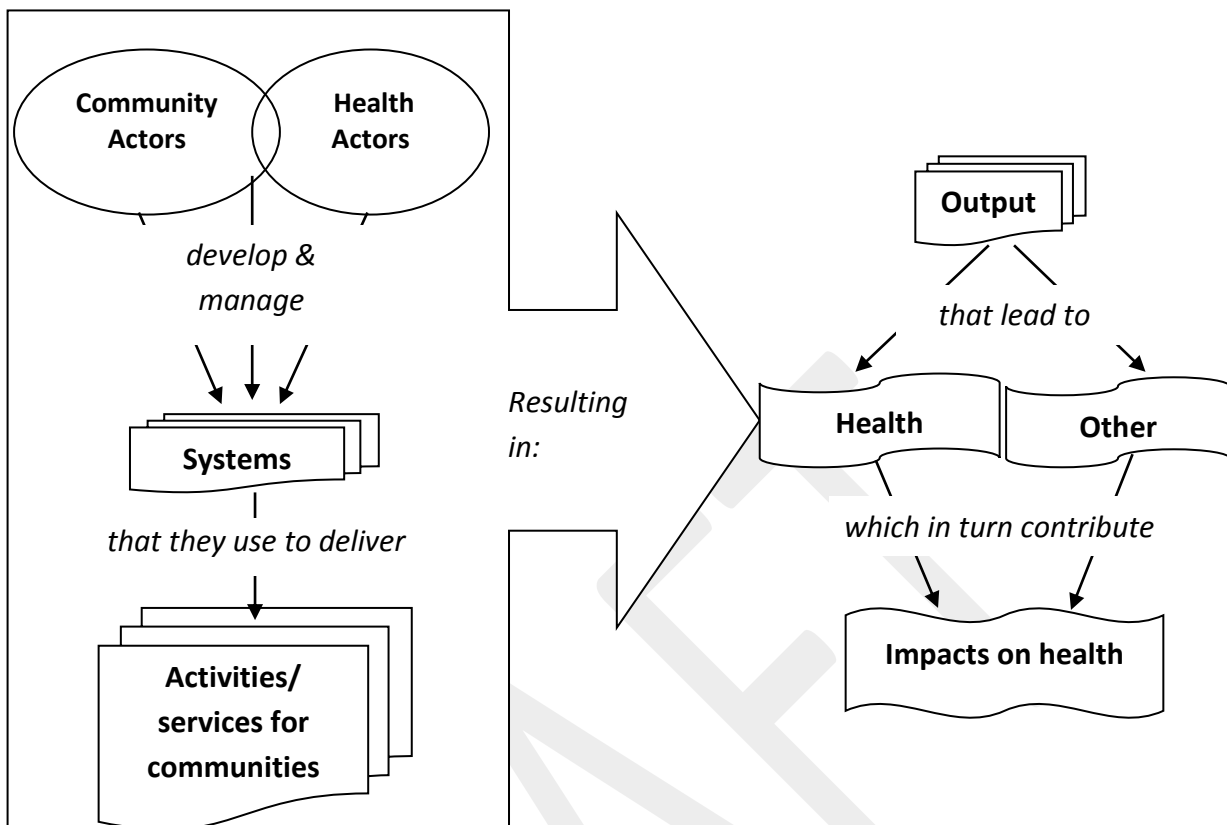 Community
Actors
Health
Actors
develop &
manage
Systems
that they use to deliver
Activities/
services for
communities
Resulting
in:
Output
that lead to
Health
Other
which in turn contribute
Impacts on health